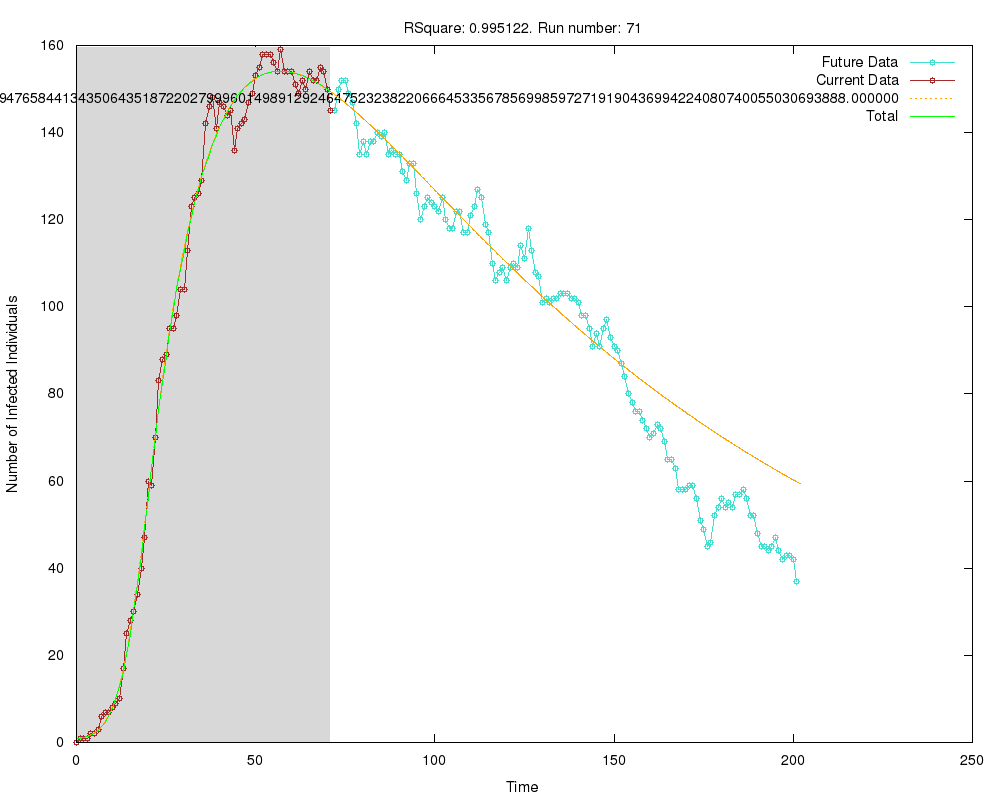 RSquare: 0.995122. Run number: 71
160
140
120
100
80
60
40
20
0
0
50
100
150
200
250
Number of Infected Individuals
Time
Future Data
Current Data
Total